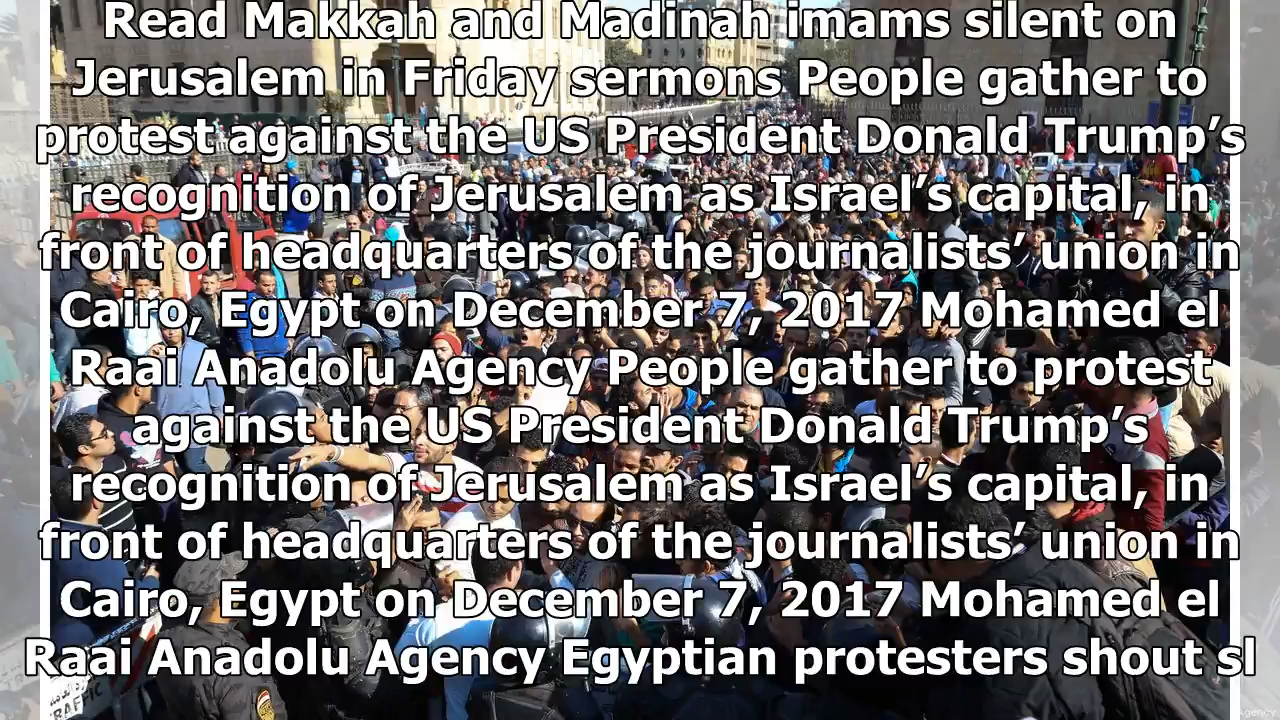 Read Makkah and Madinah imams silent on
Jerusalem in Friday sermons People gather to
protest against the US President Donald Trump’s
recognition of Jerusalem as Israel’s capital, in
front of headquarters of the journalists’ union in
Cairo, Egypt on December 7, 2017 Mohamed el
Raai Anadolu Agency People gather to protest
against the US President Donald Trump’s
recognition of Jerusalem as Israel’s capital, in
front of headquarters of the journalists’ union in
Cairo, Egypt on December 7, 2017 Mohamed el
Raai Anadolu Agency Egyptian protesters shout sl
TRAFFIC
Agency